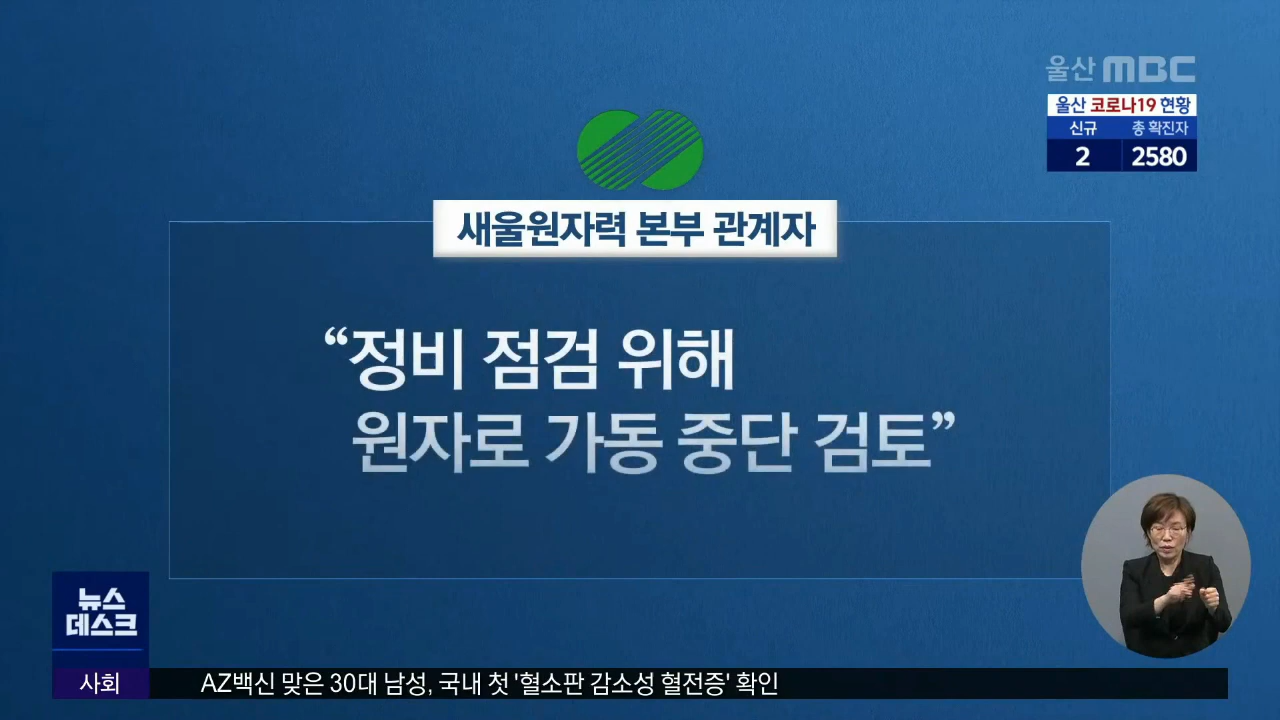 울산 MBC
울산 코로나19 현황
신규 총 확진자
2 2580
새울원자력 본부 관계자
“정비 점검 위해
원자로 가동 중단 검토”
뉴스
데스크
사회 AZ백신 맞은 30대 남성, 국내 첫 '혈소판 감소성 혈전증' 확인